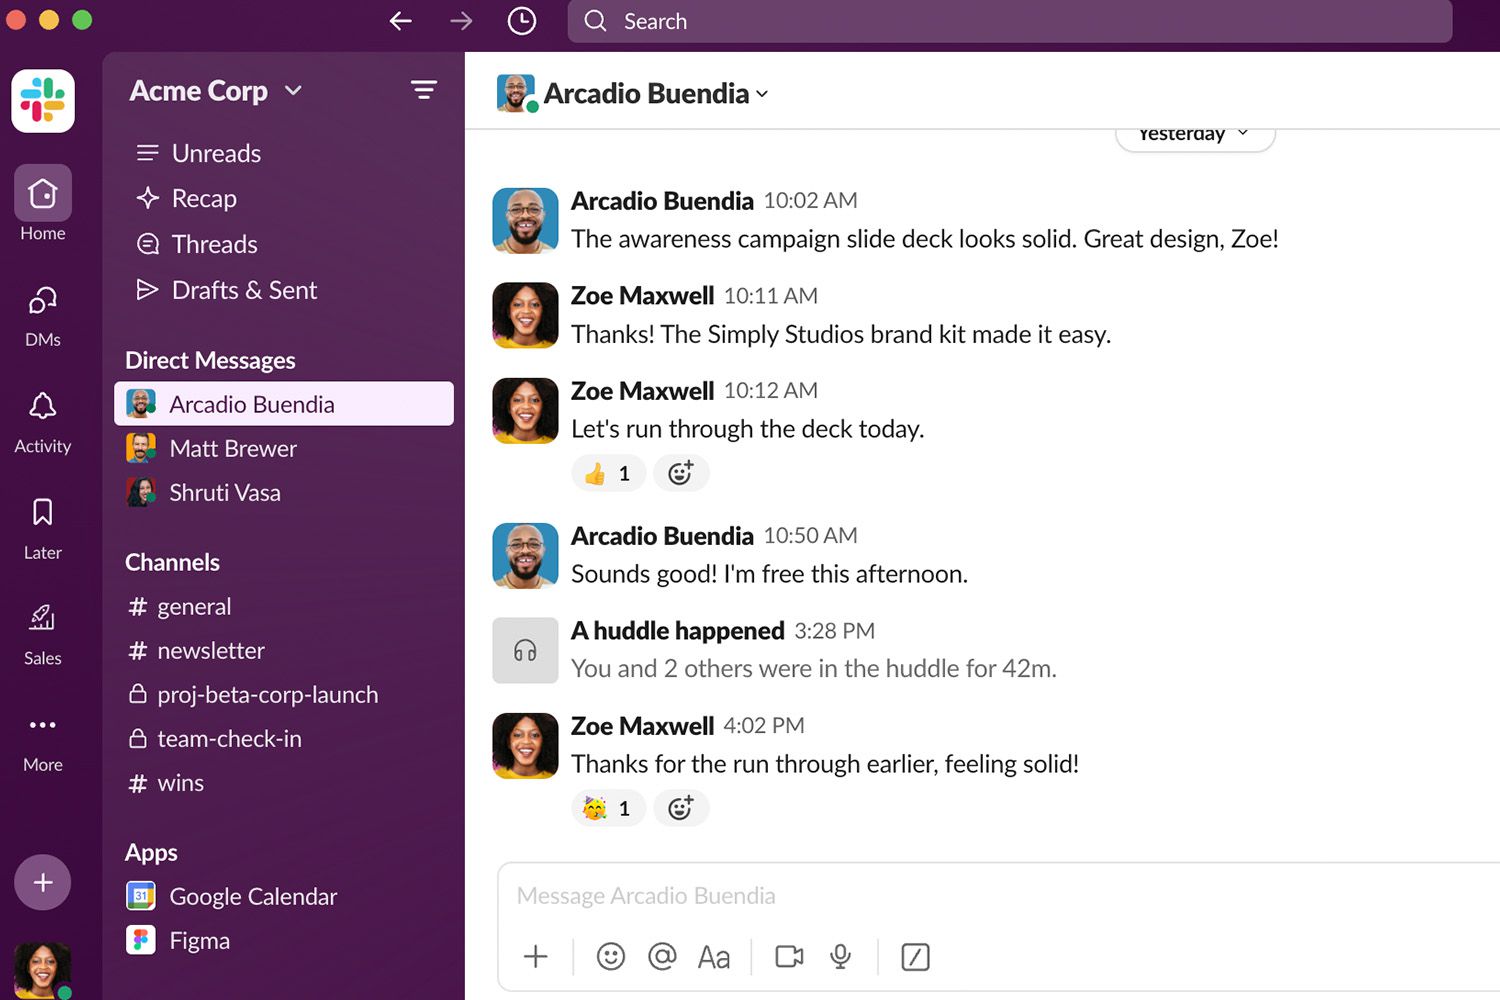 Search
Acme Corp
Unreads
Recap
Threads
Drafts & Sent
Home
DMs
Activity
Later
Sales
More
Direct Messages
Arcadio Buendia
Matt Brewer
Shruti Vasa
Channels
# general
# newsletter
proj-beta-corp-launch
team-check-in
# wins
Apps
31
Google Calendar
Figma
Arcadio Buendia
Yesterday
Arcadio Buendia 10:02 AM
The awareness campaign slide deck looks solid. Great design, Zoe!
Zoe Maxwell 10:11 AM
Thanks! The Simply Studios brand kit made it easy.
Zoe Maxwell 10:12 AM
Let's run through the deck today.
👍 1
Arcadio Buendia 10:50 AM
Sounds good! I'm free this afternoon.
A huddle happened 3:28 PM
You and 2 others were in the huddle for 42m.
Zoe Maxwell 4:02 PM
Thanks for the run through earlier, feeling solid!
🥳 1
Message Arcadio Buendia
+ @ Aa